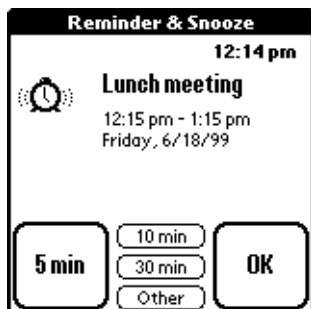 Reminder & Snooze
12:14 pm
Lunch meeting
12:15 pm - 1:15 pm
Friday, 6/18/99
10 min
5 min
30 min
OK
Other